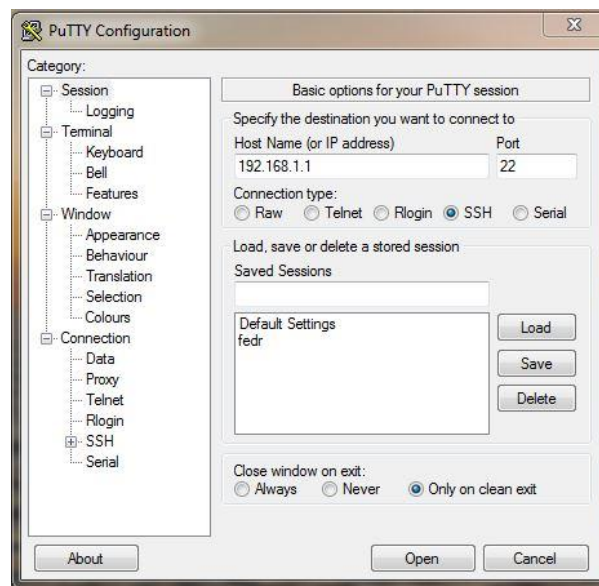 PuTTY Configuration
Category:
Session
Logging
Terminal
Keyboard
Bell
Features
Window
Appearance
Behaviour
Translation
Selection
Colours
Connection
Data
Proxy
Telnet
Rlogin
SSH
Serial
Basic options for your PuTTY session
Specify the destination you want to connect to
Host Name (or IP address) Port
192.168.1.1 22
Connection type:
Raw Telnet Rlogin SSH Serial
Load, save or delete a stored session
Saved Sessions
Default Settings
fedr
Load
Save
Delete
Close window on exit:
Always Never Only on clean exit
About Open Cancel